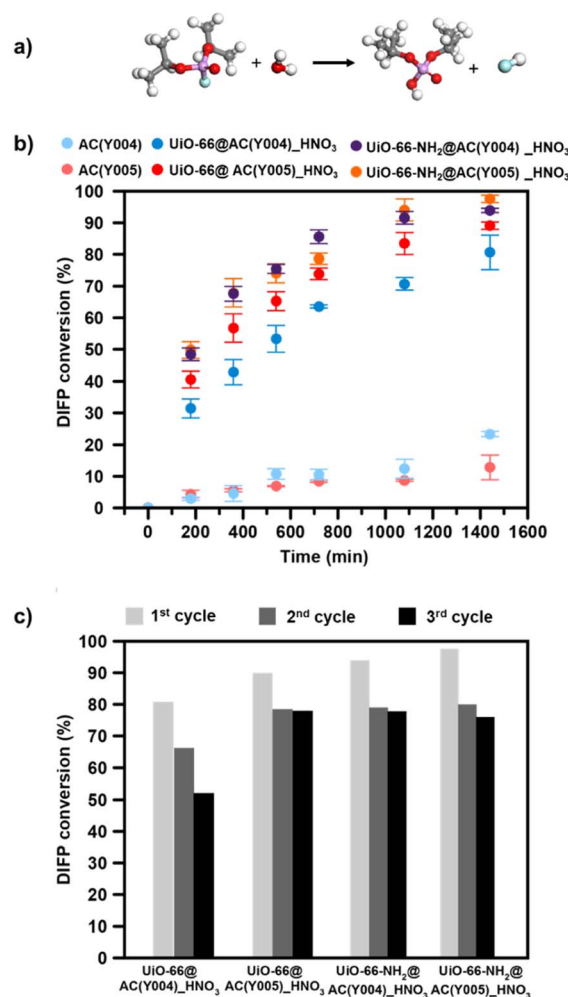 a)
+
+
b)
AC(Y004) UiO-66@AC(Y004)_HNO₃ UiO-66-NH₂@AC(Y004) _HNO₃
AC(Y005) UiO-66@ AC(Y005)_HNO₃ UiO-66-NH₂@AC(Y005) _HNO₃
100
90
80
70
60
50
40
30
20
10
0
DIFP conversion (%)
0 200 400 600 800 1000 1200 1400 1600
Time (min)
c)
1st cycle 2nd cycle 3rd cycle
100
90
80
70
60
50
40
30
20
10
0
DIFP conversion (%)
UiO-66@ UiO-66@ UiO-66-NH₂@ UiO-66-NH₂@
AC(Y004)_HNO₃ AC(Y005)_HNO₃ AC(Y004)_HNO₃ AC(Y005)_HNO₃